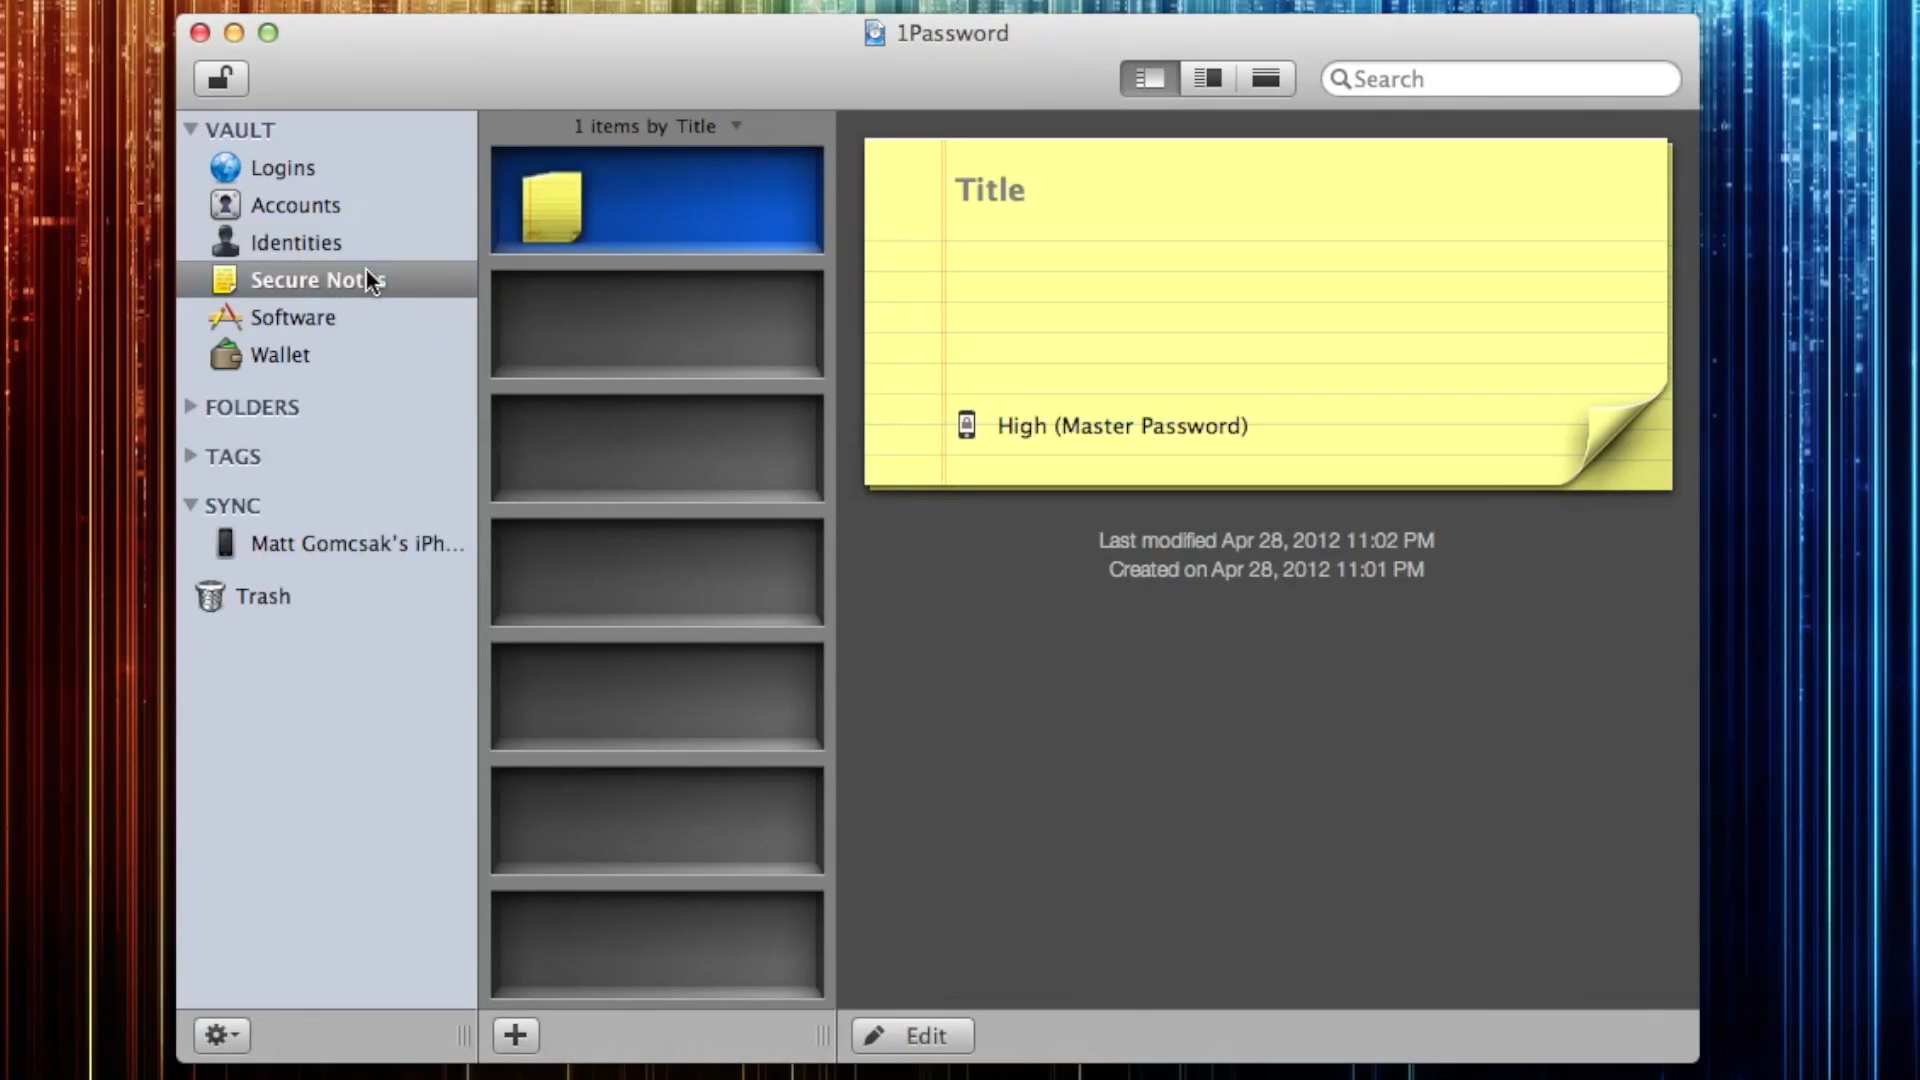 1Password
Search
VAULT
Logins
Accounts
Identities
Secure Notes
Software
Wallet
FOLDERS
TAGS
SYNC
Matt Gomcsak's iPh...
Trash
1 items by Title
Title
High (Master Password)
Last modified Apr 28, 2012 11:02 PM
Created on Apr 28, 2012 11:01 PM
Edit